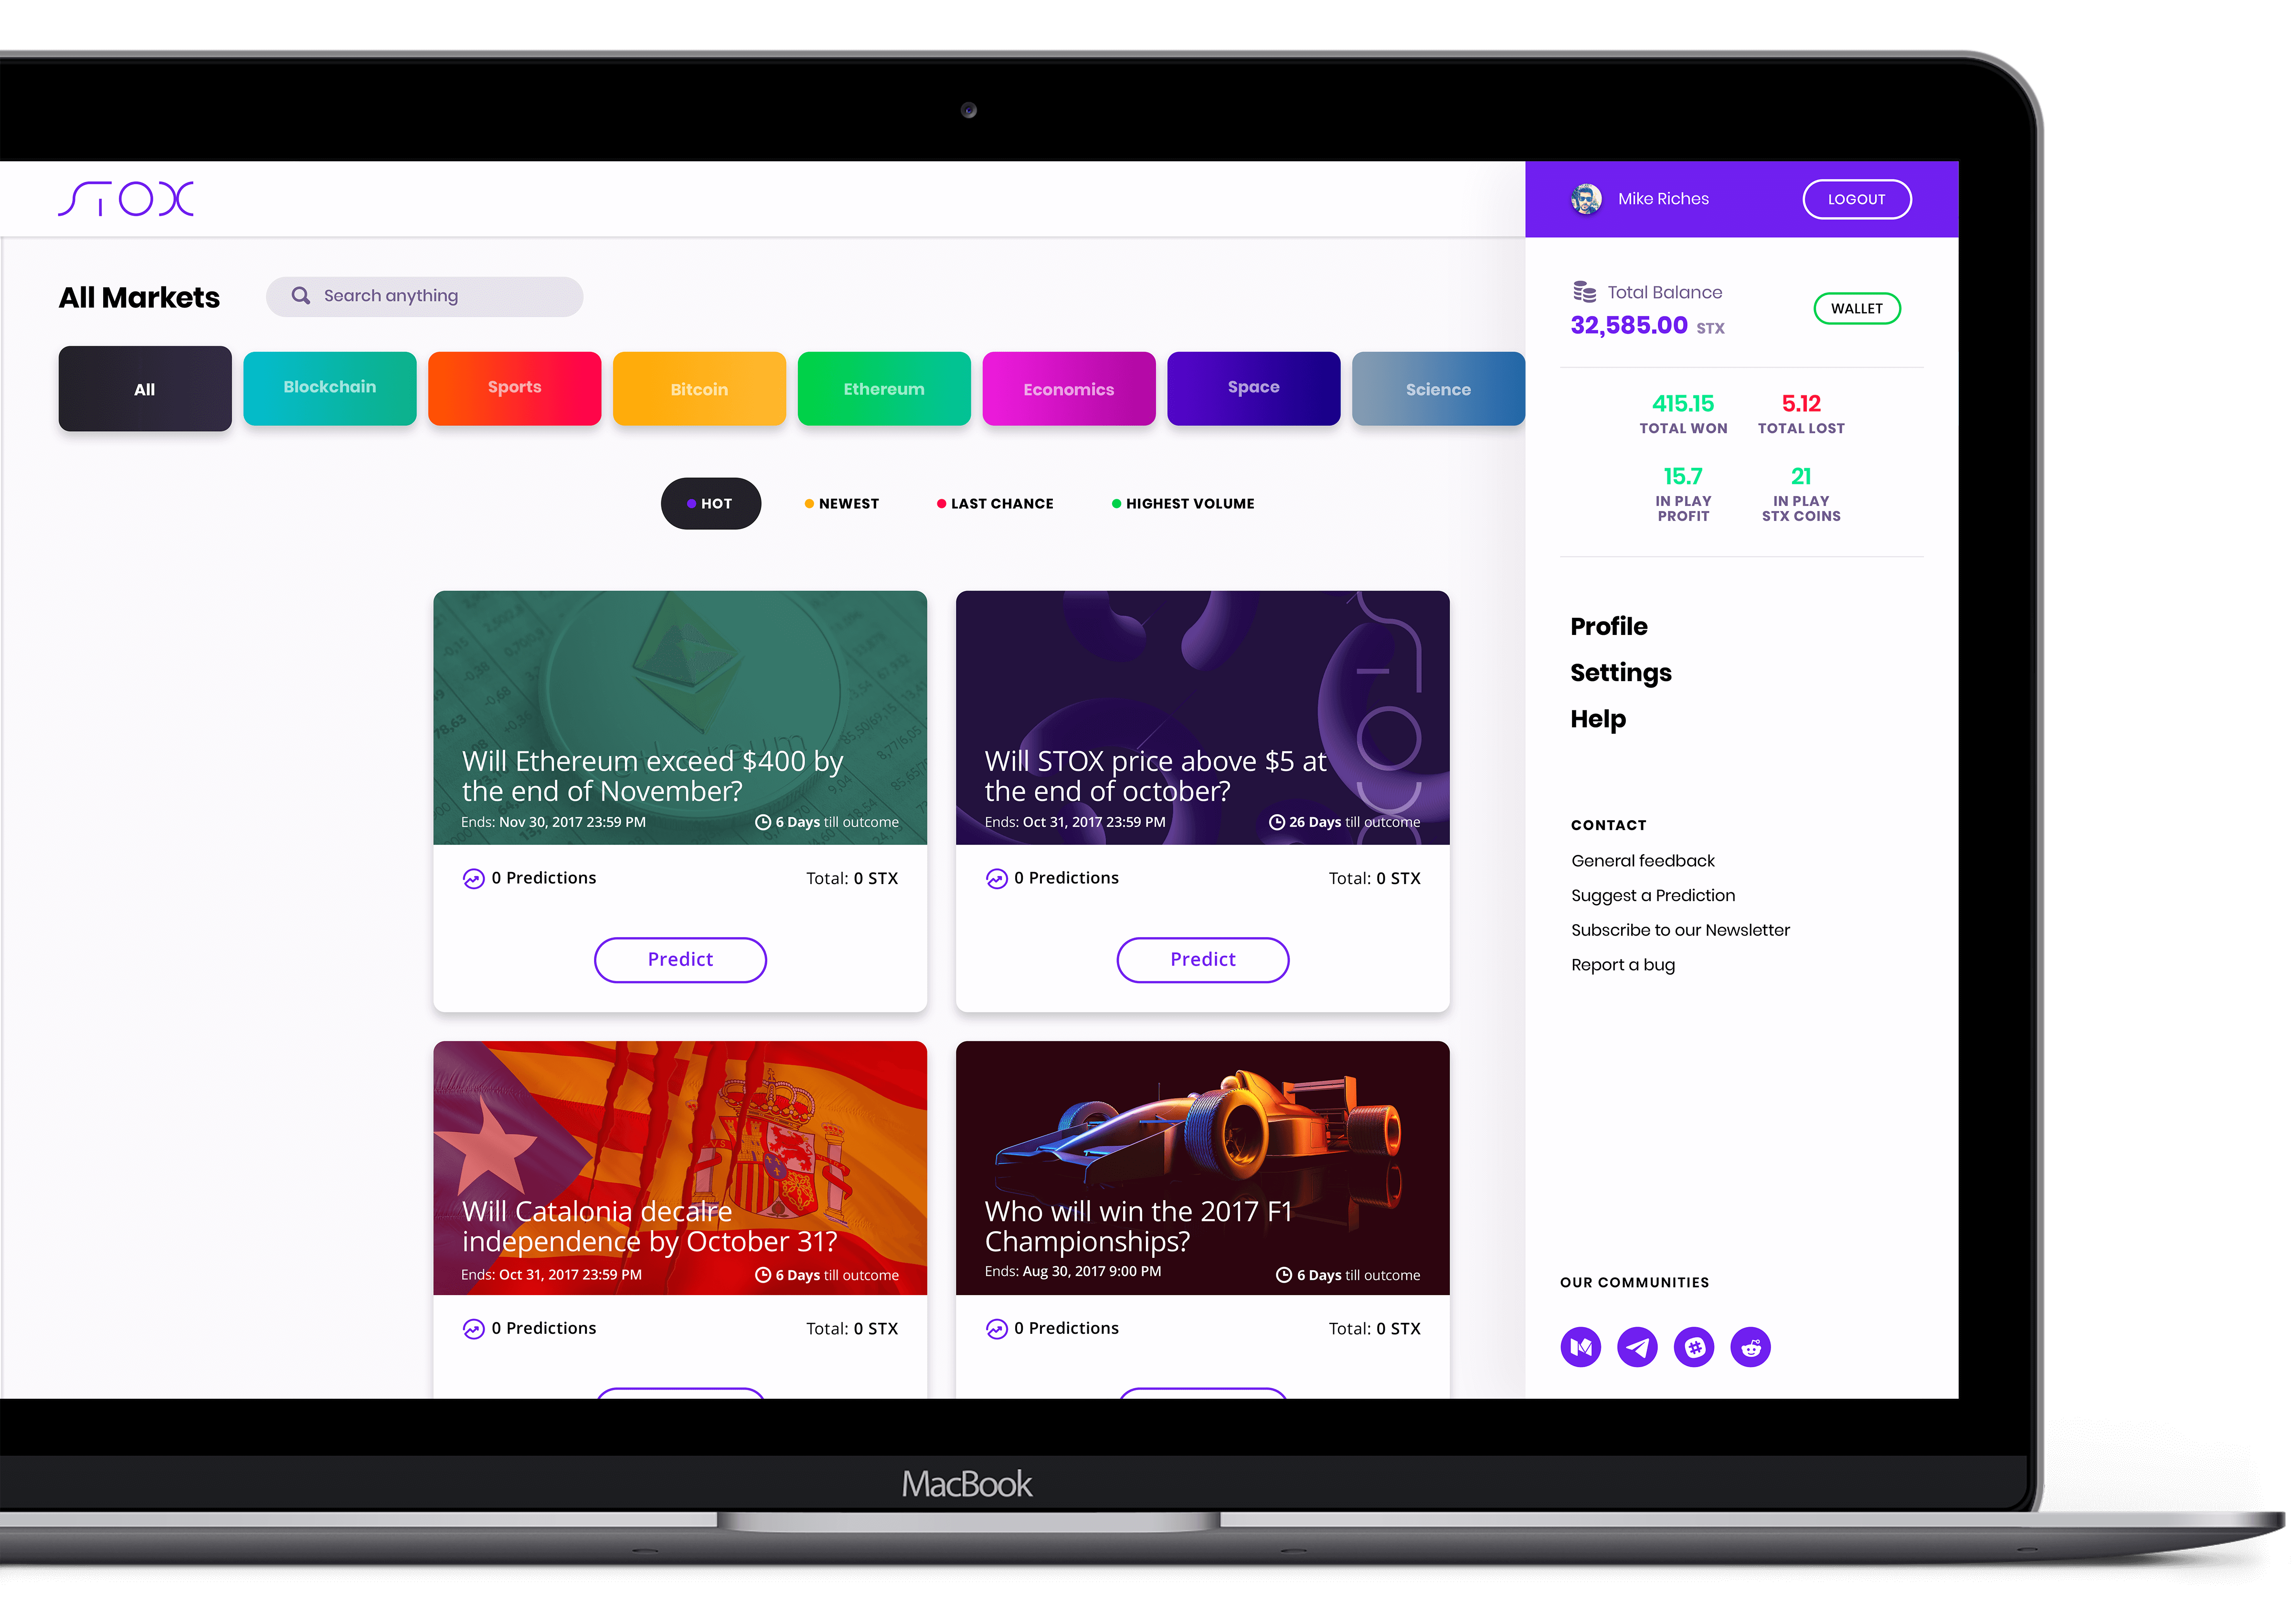 STOX
Mike Riches
LOGOUT
All Markets
Search anything
Total Balance
32,585.00 STX
WALLET
All
Blockchain
Sports
Bitcoin
Ethereum
Economics
Space
Science
415.15
TOTAL WON
5.12
TOTAL LOST
15.7
IN PLAY
PROFIT
21
IN PLAY
STX COINS
HOT
NEWEST
LAST CHANCE
HIGHEST VOLUME
Profile
Settings
Help
Will Ethereum exceed $400 by
the end of November?
Ends: Nov 30, 2017 23:59 PM
6 Days till outcome
0 Predictions
Total: 0 STX
Predict
Will STOX price above $5 at
the end of october?
Ends: Oct 31, 2017 23:59 PM
26 Days till outcome
0 Predictions
Total: 0 STX
Predict
CONTACT
General feedback
Suggest a Prediction
Subscribe to our Newsletter
Report a bug
Will Catalonia decalre
independence by October 31?
Ends: Oct 31, 2017 23:59 PM
6 Days till outcome
0 Predictions
Total: 0 STX
Who will win the 2017 F1
Championships?
Ends: Aug 30, 2017 9:00 PM
6 Days till outcome
0 Predictions
Total: 0 STX
OUR COMMUNITIES
MacBook